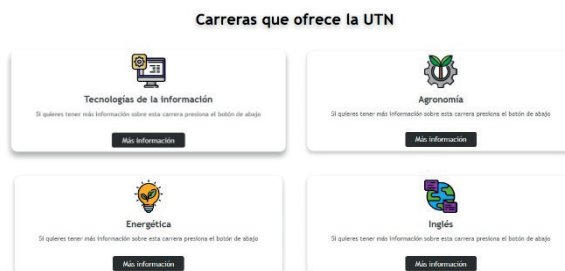 Carreras que ofrece la UTN
Tecnologías de la información
Si quieres tener más información sobre esta carrera presiona el botón de abajo
Más información
Agronomía
Si quieres tener más información sobre esta carrera presiona el botón de abajo
Más información
Energética
Si quieres tener más información sobre esta carrera presiona el botón de abajo
Más información
Inglés
Si quieres tener más información sobre esta carrera presiona el botón de abajo
Más información